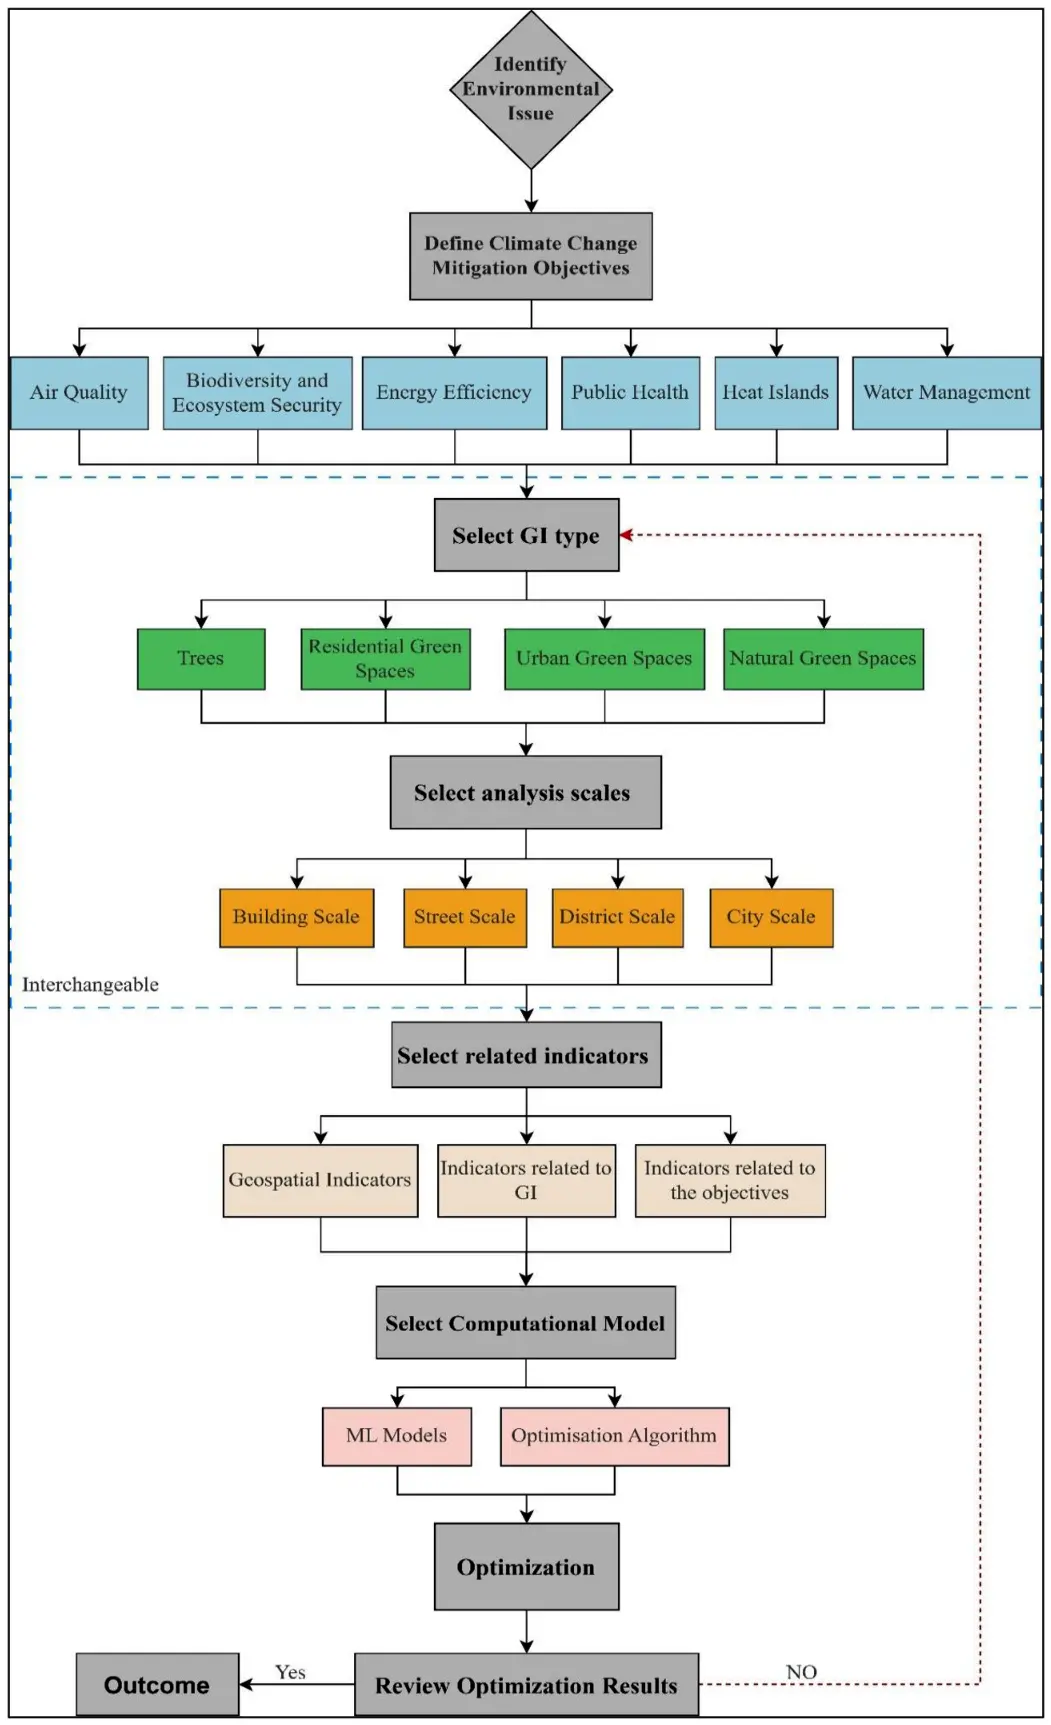 Identify
Environmental
Issue
Define Climate Change
Mitigation Objectives
Air Quality
Biodiversity and
Ecosystem Security
Energy Efficiency
Public Health
Heat Islands
Water Management
Select GI type
Trees
Residential Green
Spaces
Urban Green Spaces
Natural Green Spaces
Select analysis scales
Building Scale
Street Scale
District Scale
City Scale
Interchangeable
Select related indicators
Geospatial Indicators
Indicators related to
GI
Indicators related to
the objectives
Select Computational Model
ML Models
Optimisation Algorithm
Optimization
Outcome
Yes
Review Optimization Results
NO